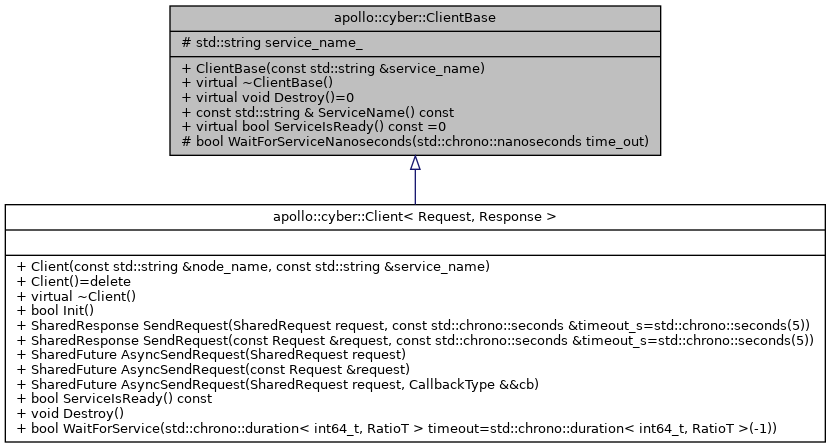 apollo::cyber::ClientBase
# std::string service_name_
+ ClientBase(const std::string &service_name)
+ virtual ~ClientBase()
+ virtual void Destroy()=0
+ const std::string & ServiceName() const
+ virtual bool ServiceIsReady() const =0
# bool WaitForServiceNanoseconds(std::chrono::nanoseconds time_out)
apollo::cyber::Client< Request, Response >
+ Client(const std::string &node_name, const std::string &service_name)
+ Client()=delete
+ virtual ~Client()
+ bool Init()
+ SharedResponse SendRequest(SharedRequest request, const std::chrono::seconds &timeout_s=std::chrono::seconds(5))
+ SharedResponse SendRequest(const Request &request, const std::chrono::seconds &timeout_s=std::chrono::seconds(5))
+ SharedFuture AsyncSendRequest(SharedRequest request)
+ SharedFuture AsyncSendRequest(const Request &request)
+ SharedFuture AsyncSendRequest(SharedRequest request, CallbackType &&cb)
+ bool ServiceIsReady() const
+ void Destroy()
+ bool WaitForService(std::chrono::duration< int64_t, RatioT > timeout=std::chrono::duration< int64_t, RatioT >(-1))